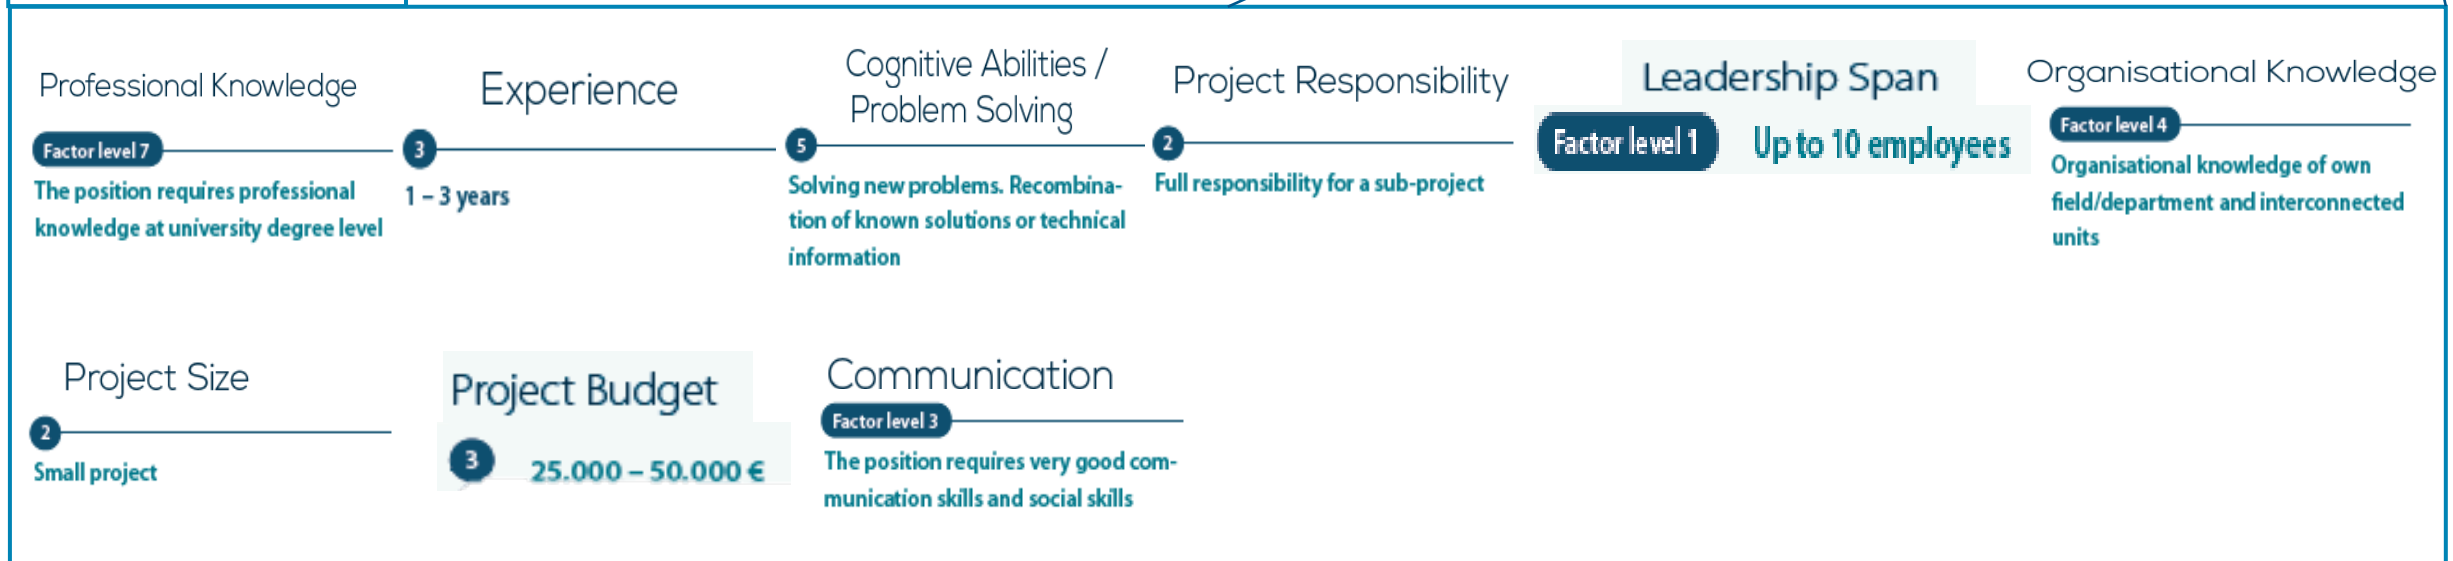 Professional Knowledge
Factor level 7
The position requires professional
knowledge at university degree level
Experience
3
1 – 3 years
Cognitive Abilities /
Problem Solving
5
Solving new problems. Recombina-
tion of known solutions or technical
information
Project Responsibility
2
Full responsibility for a sub-project
Leadership Span
Factor level 1 Up to 10 employees
Organisational Knowledge
Factor level 4
Organisational knowledge of own
field/department and interconnected
units
Project Size
2
Small project
Project Budget
3 25.000 – 50.000 €
Communication
Factor level 3
The position requires very good com-
munication skills and social skills